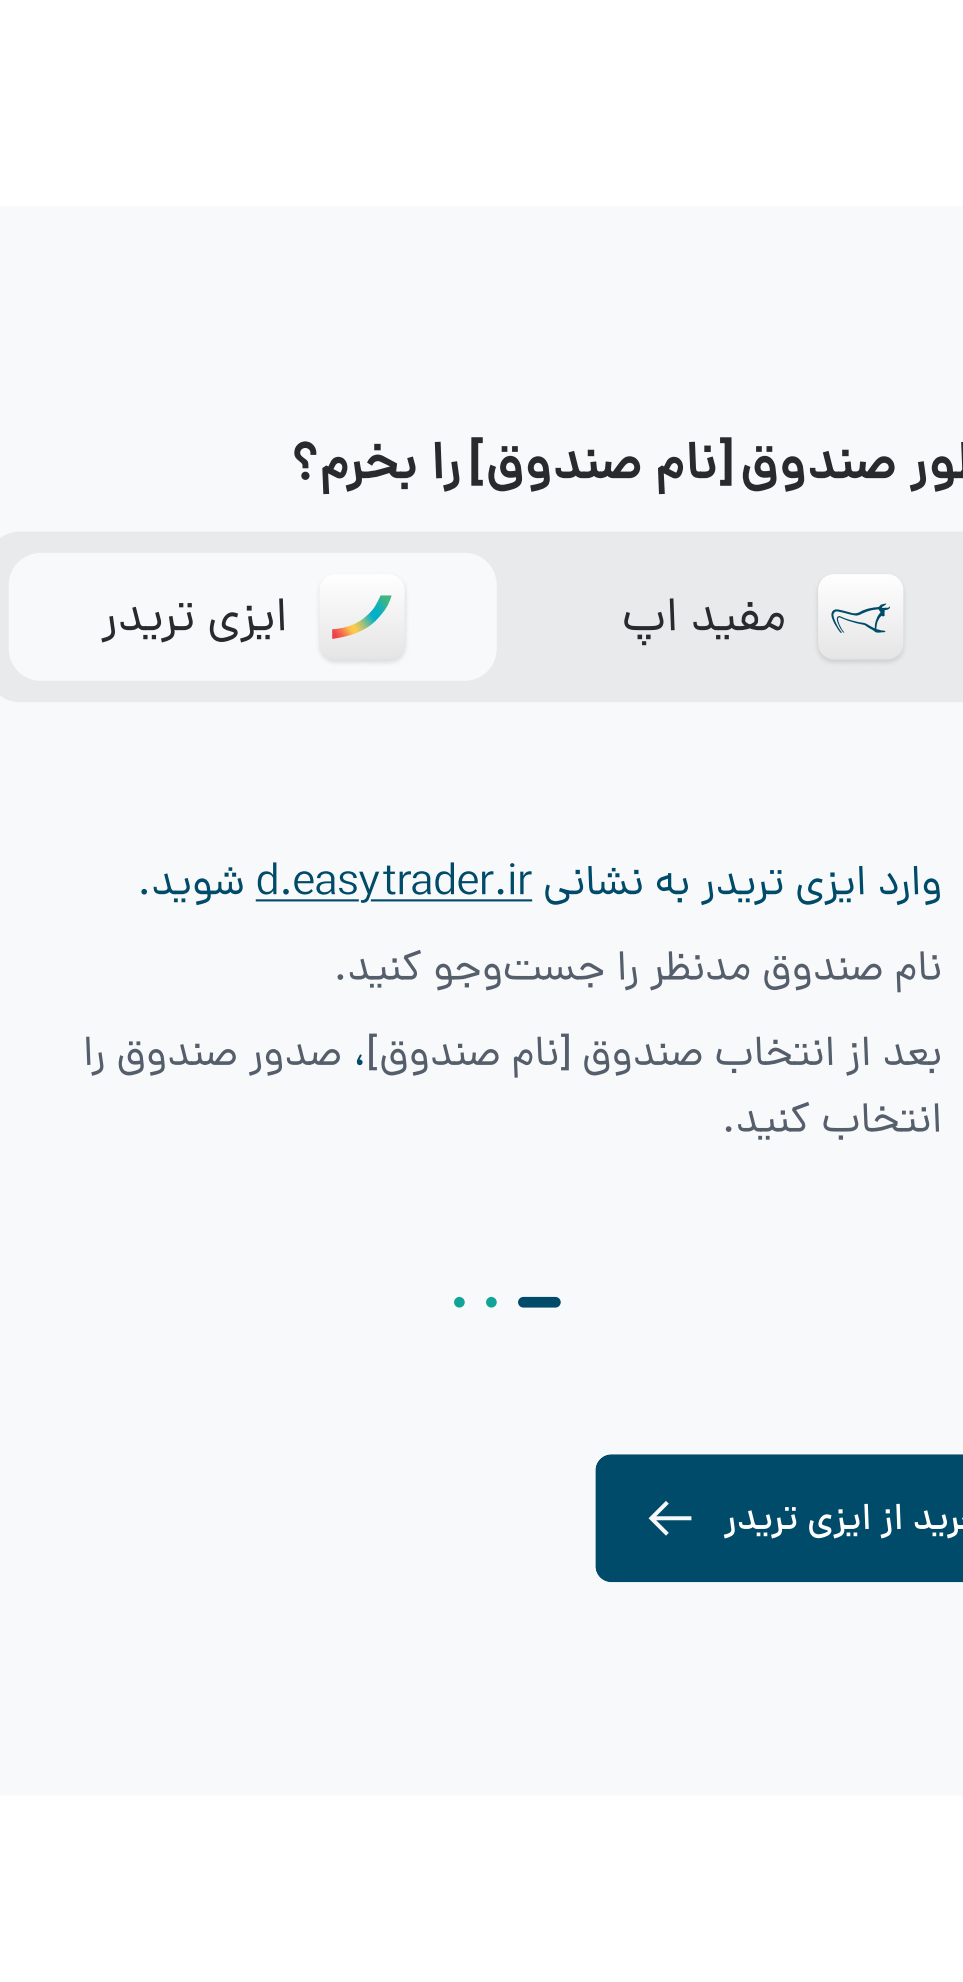 صندوق[نام صندوق]را بخرم؟
مفید اپ
ایزی تریدر
وارد ایزی تریدر به نشانی d.easytrader.ir شوید.
نام صندوق مدنظر را جست‌وجو کنید.
بعد از انتخاب صندوق [نام صندوق]، صدور صندوق را
انتخاب کنید.
از ایزی تریدر